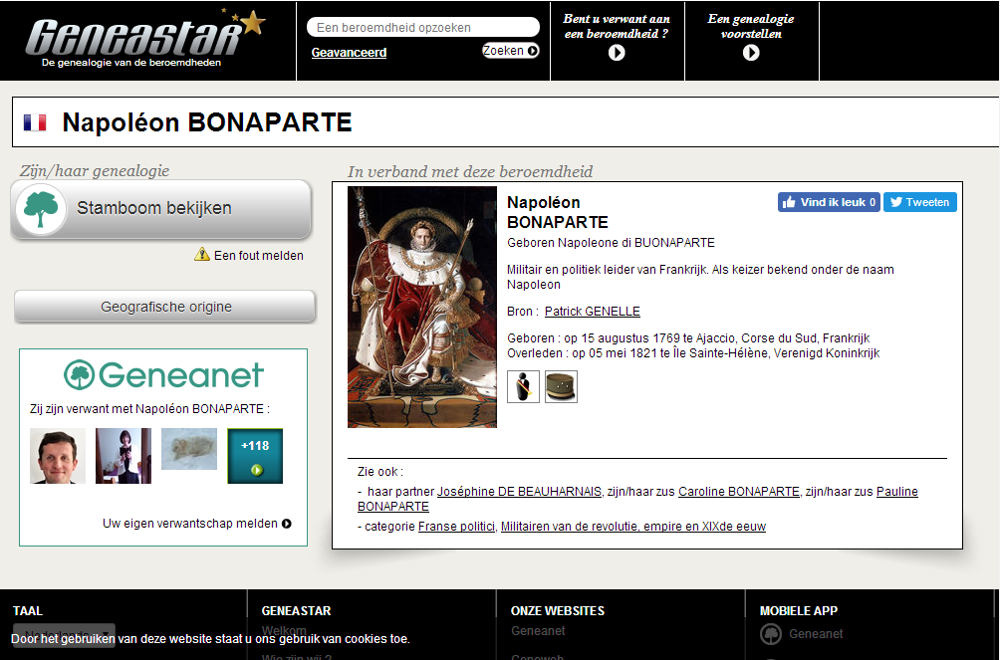 Geneastar
De genealogie van de beroemdheden
Een beroemdheid opzoeken
Geavanceerd
Zoeken
Bent u verwant aan
een beroemdheid ?
Een genealogie
voorstellen
Napoléon BONAPARTE
Zijn/haar genealogie
Stamboom bekijken
Een fout melden
Geografische origine
Geneanet
Zij zijn verwant met Napoléon BONAPARTE :
+118
Uw eigen verwantschap melden
In verband met deze beroemdheid
Napoléon
BONAPARTE
Vind ik leuk 0
Tweeten
Geboren Napoleone di BUONAPARTE
Militair en politiek leider van Frankrijk. Als keizer bekend onder de naam
Napoleon
Bron : Patrick GENELLE
Geboren : op 15 augustus 1769 te Ajaccio, Corse du Sud, Frankrijk
Overleden : op 05 mei 1821 te Île Sainte-Hélène, Verenigd Koninkrijk
Zie ook :
- haar partner Joséphine DE BEAUHARNAIS, zijn/haar zus Caroline BONAPARTE, zijn/haar zus Pauline
BONAPARTE
- categorie Franse politici, Militairen van de revolutie, empire en XIXde eeuw
TAAL
GENEASTAR
Welkom
Wie zijn wij ?
ONZE WEBSITES
Geneanet
Geneweb
MOBIELE APP
Geneanet
Door het gebruiken van deze website staat u ons gebruik van cookies toe.